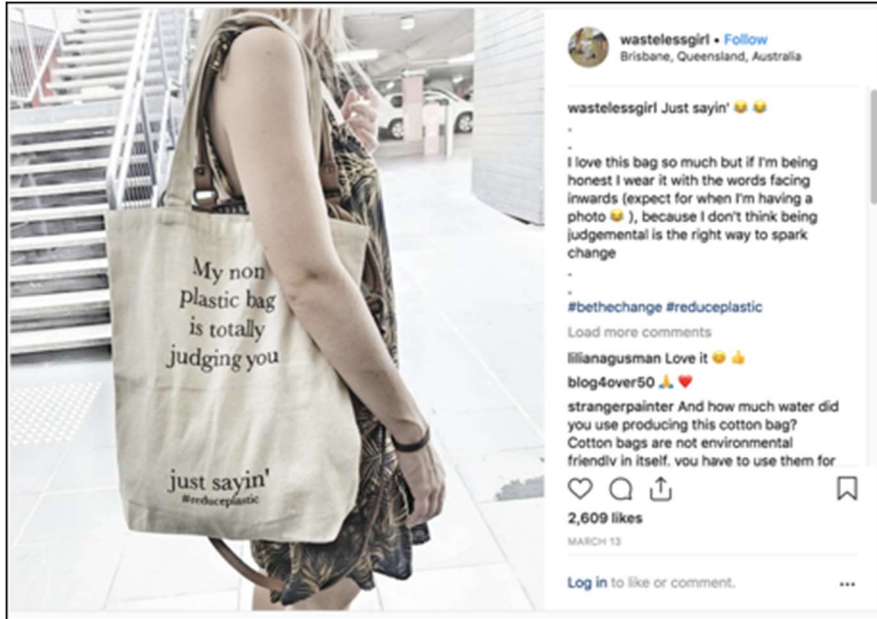 My non
plastic bag
is totally
judging you
just sayin'
#reduceplastic
wastelessgirl • Follow
Brisbane, Queensland, Australia
wastelessgirl Just sayin' 😂 😂
.
.
I love this bag so much but if I'm being
honest I wear it with the words facing
inwards (expect for when I'm having a
photo 😂 ), because I don't think being
judgemental is the right way to spark
change
.
.
#bethechange #reduceplastic
Load more comments
lilianagusman Love it 😊 👍
blog4over50 🙏 ❤️
strangerpainter And how much water did
you use producing this cotton bag?
Cotton bags are not environmental
friendly in itself. you have to use them for
2,609 likes
MARCH 13
Log in to like or comment.